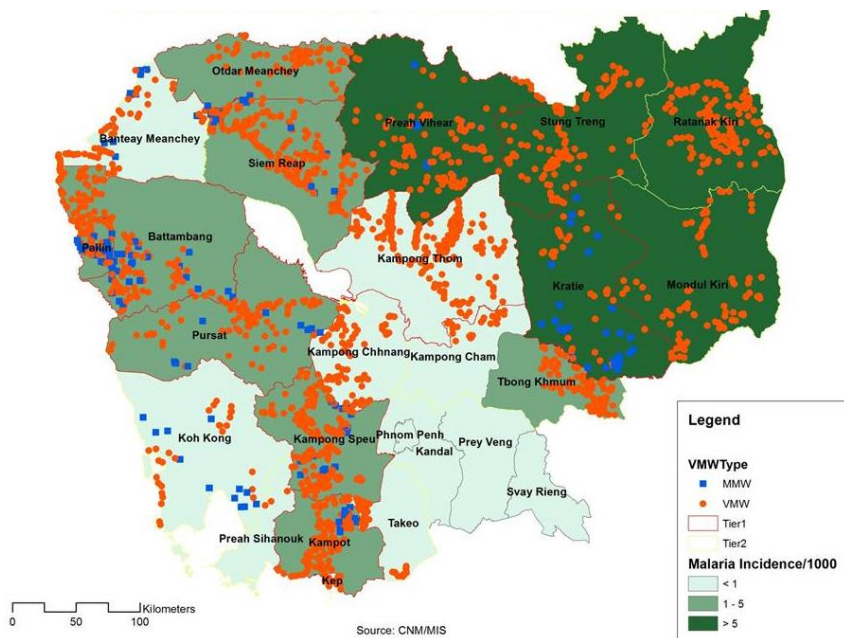 Otdar Meanchey
Banteay Meanchey
Siem Reap
Preah Vihear
Stung Treng
Ratanak Kiri
Battambang
Pailin
Kampong Thom
Kratie
Mondul Kiri
Pursat
Kampong Chhnang
Kampong Cham
Tbong Khmum
Koh Kong
Kampong Speu
Phnom Penh
Kandal
Prey Veng
Svay Rieng
Takeo
Preah Sihanouk
Kampot
Kep
Legend
VMWType
MMW
VMW
Tier1
Tier2
Malaria Incidence/1000
< 1
1 - 5
> 5
Kilometers
0 50 100
Source: CNM/MIS